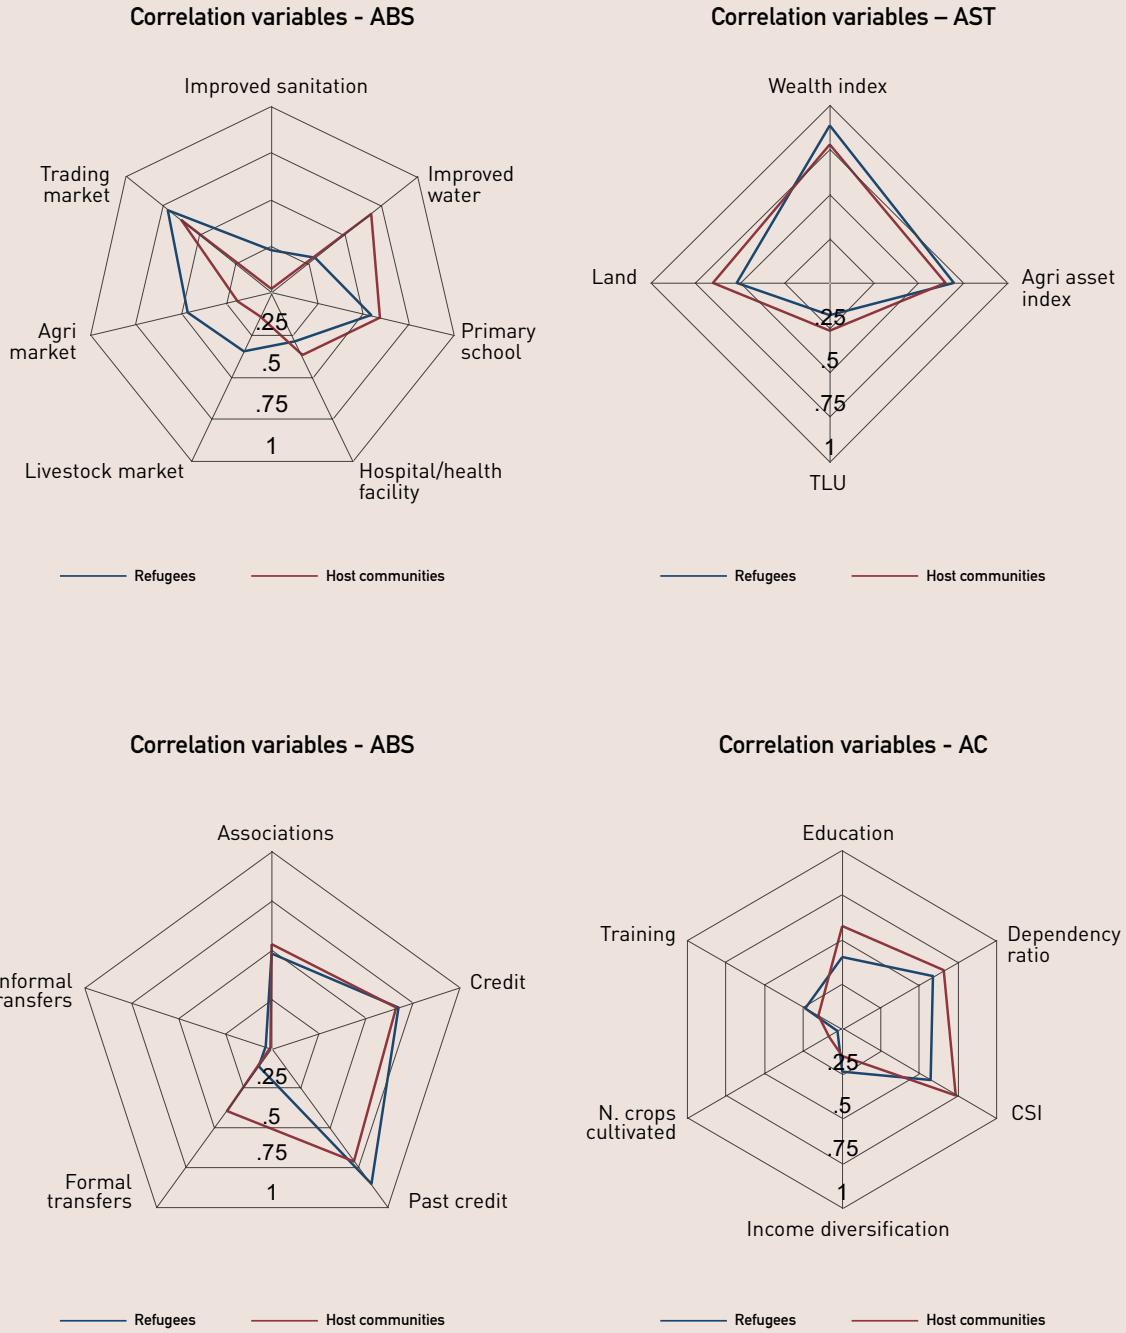 Correlation variables - ABS
Improved sanitation
Trading
market
Improved
water
Agri
market
Primary
school
.25
.5
.75
1
Livestock market
Hospital/health
facility
Refugees
Host communities
Correlation variables – AST
Wealth index
Land
Agri asset
index
.25
.5
.75
1
TLU
Refugees
Host communities
Correlation variables - ABS
Associations
nformal
ransfers
Credit
.25
.5
.75
1
Formal
transfers
Past credit
Refugees
Host communities
Correlation variables - AC
Education
Training
Dependency
ratio
.25
.5
.75
1
N. crops
cultivated
CSI
Income diversification
Refugees
Host communities